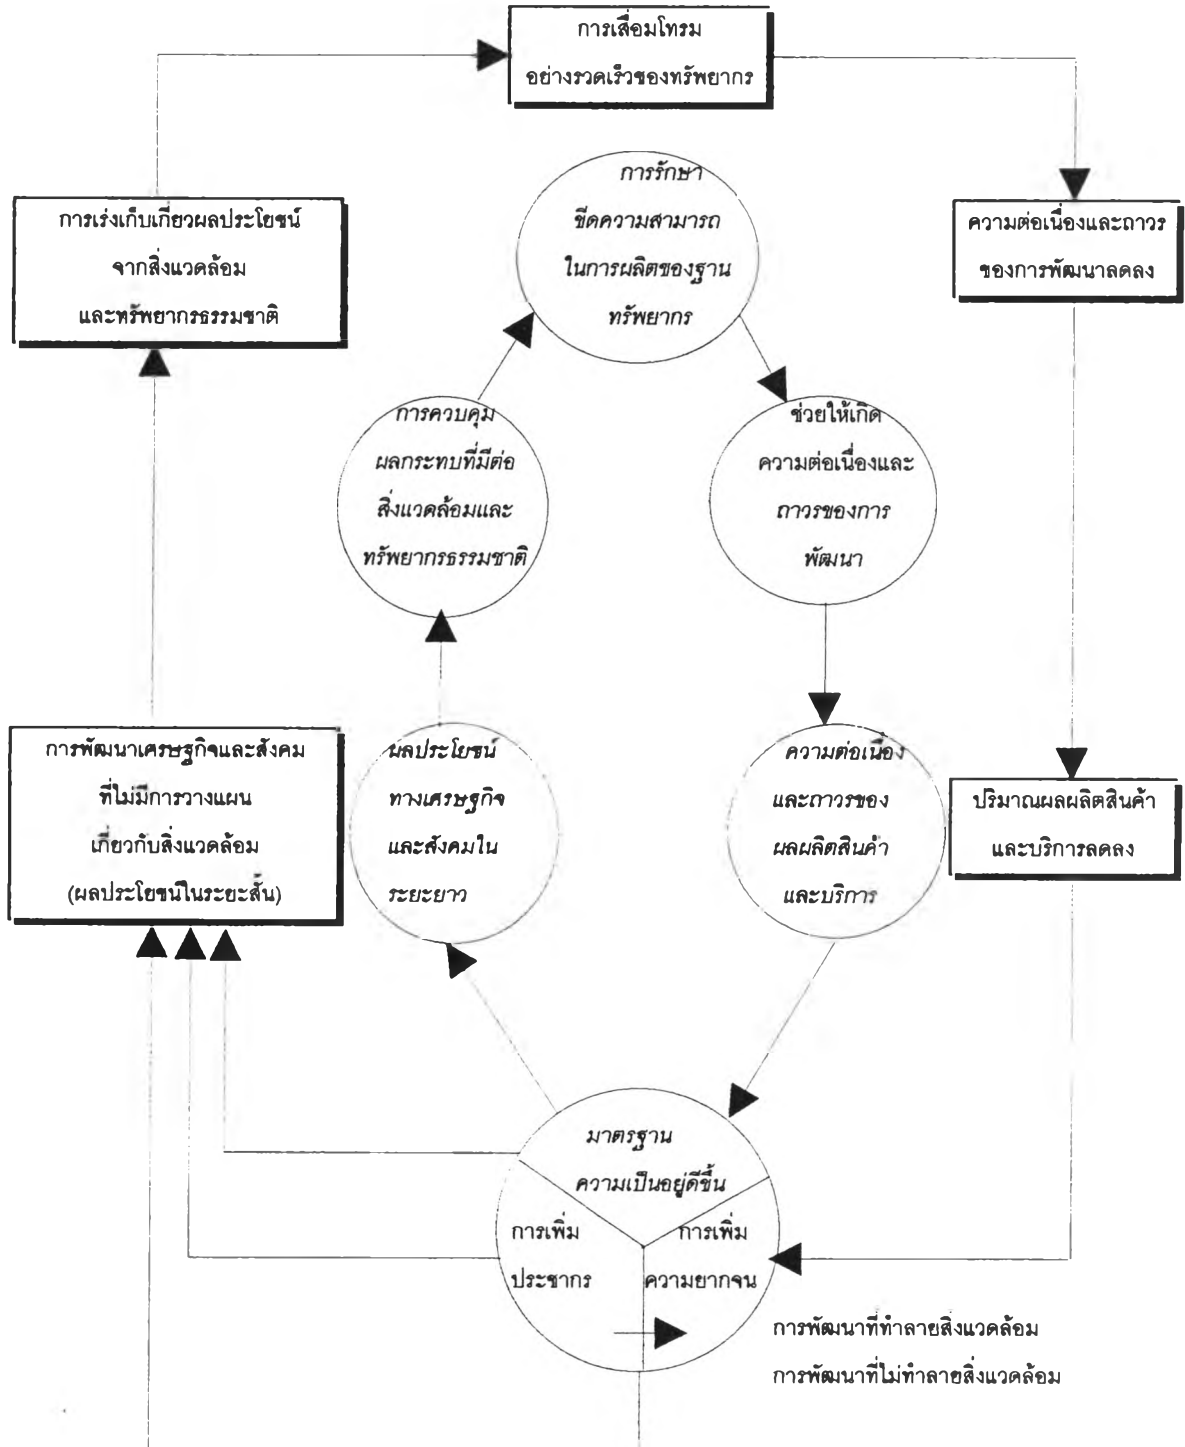 การเสื่อมโทรม
อย่างรวดเร็วของทรัพยากร
การเร่งเก็บเกี่ยวผลประโยชน์
จากสิ่งแวดล้อม
และทรัพยากรธรรมชาติ
การรักษา
ขีดความสามารถ
ในการผลิตของฐาน
ทรัพยากร
ความต่อเนื่องและถาวร
ของการพัฒนาลดลง
การควบคุม
ผลกระทบที่มีต่อ
สิ่งแวดล้อมและ
ทรัพยากรธรรมชาติ
ช่วยให้เกิด
ความต่อเนื่องและ
ถาวรของการ
พัฒนา
การพัฒนาเศรษฐกิจและสังคม
ที่ไม่มีการวางแผน
เกี่ยวกับสิ่งแวดล้อม
(ผลประโยชน์ในระยะสั้น)
ผลประโยชน์
ทางเศรษฐกิจ
และสังคมใน
ระยะยาว
ความต่อเนื่อง
และถาวรของ
ผลผลิตสินค้า
และบริการ
ปริมาณผลผลิตสินค้า
และบริการลดลง
มาตรฐาน
ความเป็นอยู่ดีขึ้น
การเพิ่ม
ประชากร
การเพิ่ม
ความยากจน
การพัฒนาที่ทำลายสิ่งแวดล้อม
การพัฒนาที่ไม่ทำลายสิ่งแวดล้อม